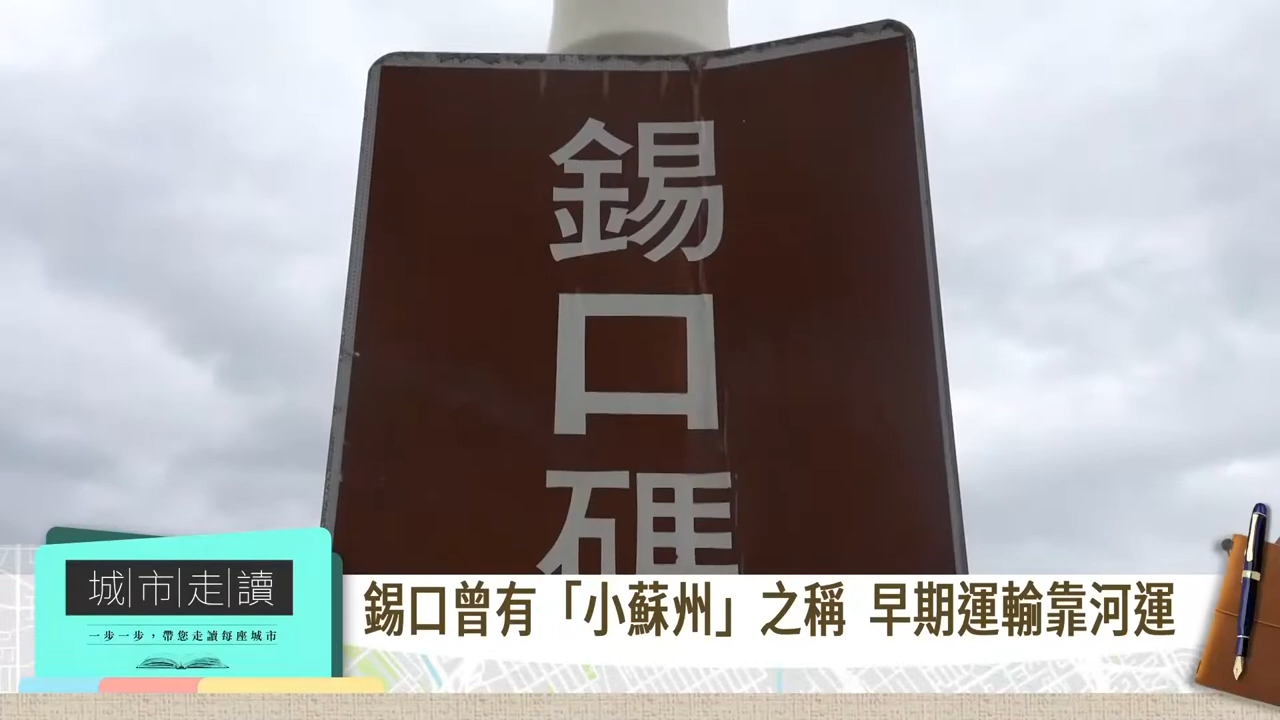 錫口碼
城市走讀
一步一步，帶您走讀每座城市
錫口曾有「小蘇州」之稱 早期運輸靠河運